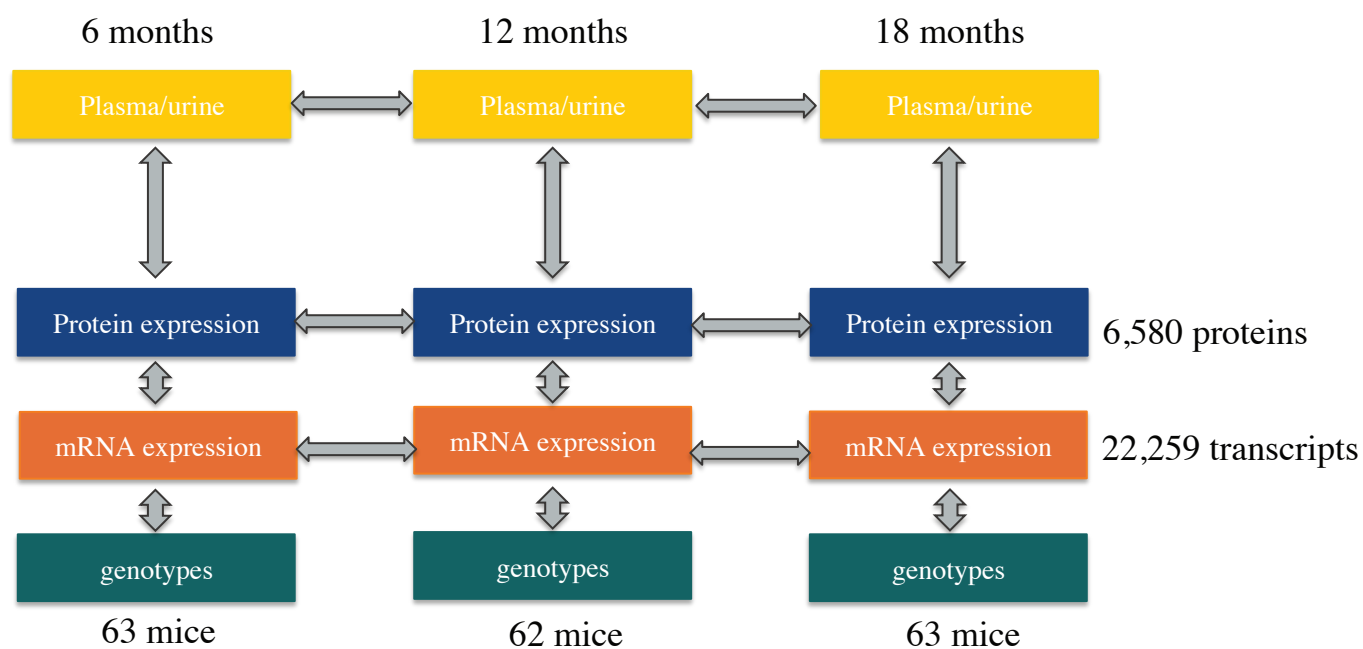 6 months
12 months
18 months
Plasma/urine
Plasma/urine
Plasma/urine
Protein expression
Protein expression
Protein expression
6,580 proteins
mRNA expression
mRNA expression
mRNA expression
22,259 transcripts
genotypes
genotypes
genotypes
63 mice
62 mice
63 mice